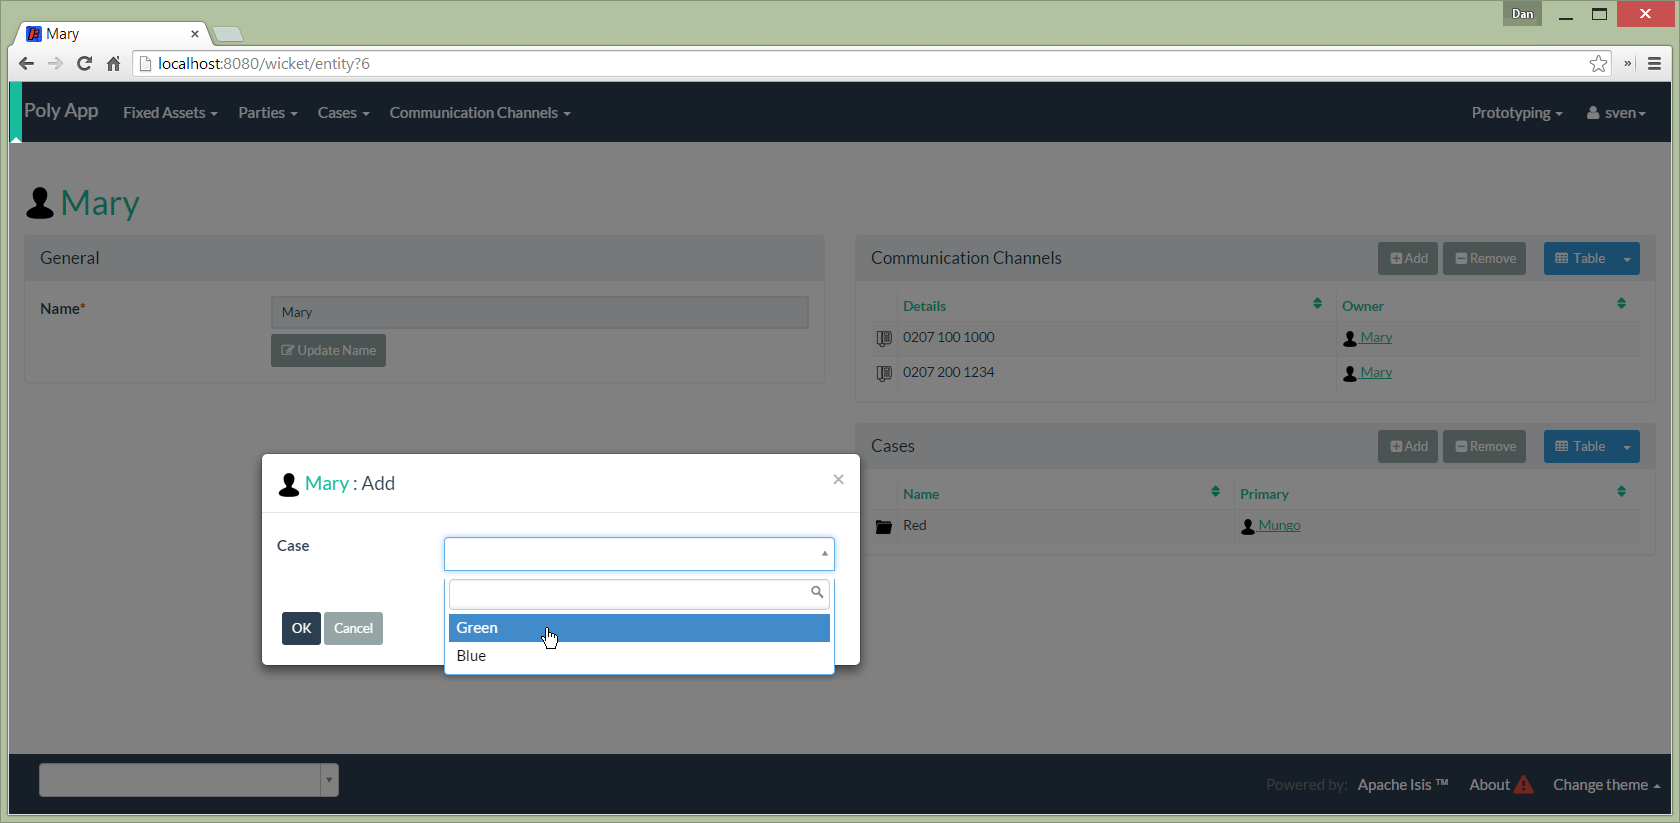 Dan
Mary
localhost:8080/wicket/entity?6
Poly App Fixed Assets Parties Cases Communication Channels Prototyping sven
Mary
General
Name* Mary
Update Name
Communication Channels Add Remove Table
Details Owner
0207 100 1000 Mary
0207 200 1234 Mary
Cases Add Remove Table
Name Primary
Red Mungo
Mary : Add
Case
Green
Blue
OK Cancel
Powered by: Apache Isis ™ About Change theme